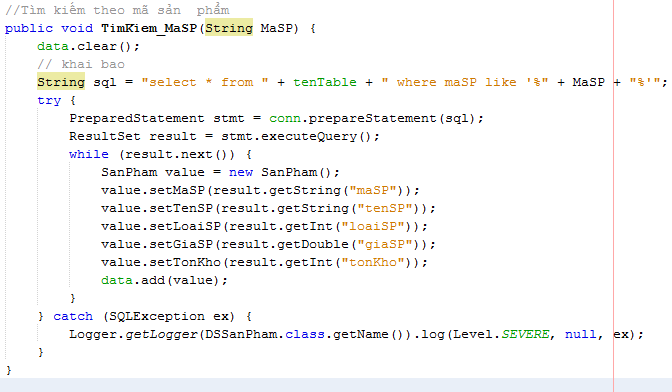 //Tìm kiếm theo mã sản  phẩm
public void TimKiem_MaSP(String MaSP) {
    data.clear();
    // khai bao
    String sql = "select * from " + tenTable + " where maSP like '%" + MaSP + "%'";
    try {
        PreparedStatement stmt = conn.prepareStatement(sql);
        ResultSet result = stmt.executeQuery();
        while (result.next()) {
            SanPham value = new SanPham();
            value.setMaSP(result.getString("maSP"));
            value.setTenSP(result.getString("tenSP"));
            value.setLoaiSP(result.getInt("loaiSP"));
            value.setGiaSP(result.getDouble("giaSP"));
            value.setTonKho(result.getInt("tonKho"));
            data.add(value);
        }
    } catch (SQLException ex) {
        Logger.getLogger(DSSanPham.class.getName()).log(Level.SEVERE, null, ex);
    }
}